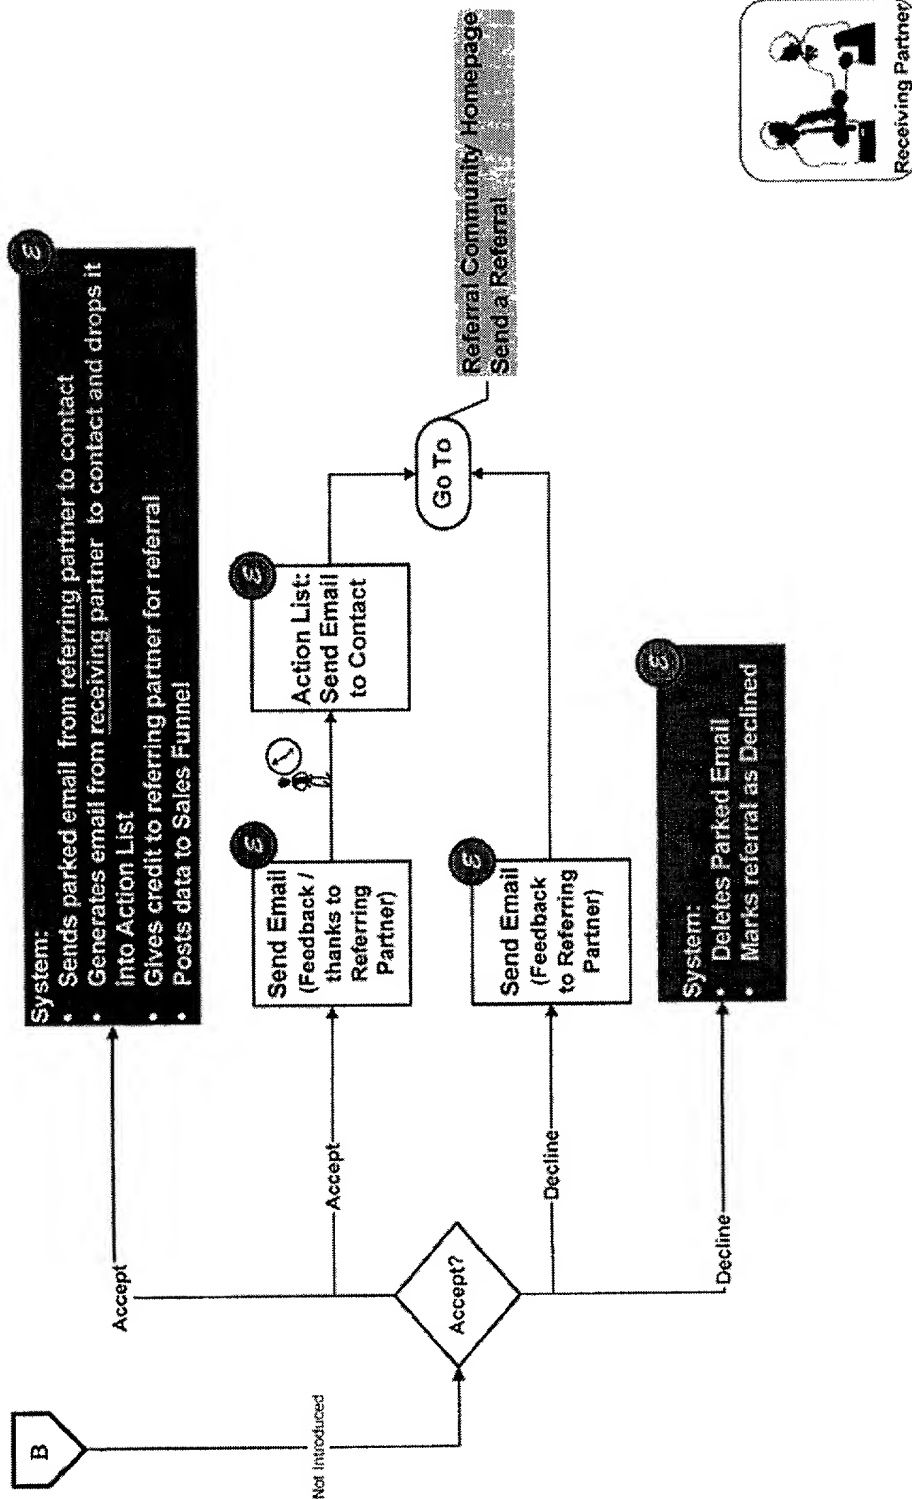 B
Not Introduced
Accept?
Accept
System:
• Sends parked email from referring partner to contact
• Generates email from receiving partner to contact and drops it
into Action List
• Gives credit to referring partner for referral
• Posts data to Sales Funnel
Accept
Send Email
(Feedback /
thanks to
Referring
Partner)
Action List:
Send Email
to Contact
Decline
Send Email
(Feedback
to Referring
Partner)
Decline
System:
• Deletes Parked Email
• Marks referral as Declined
Go To
Referral Community Homepage
Send a Referral
Receiving Partner